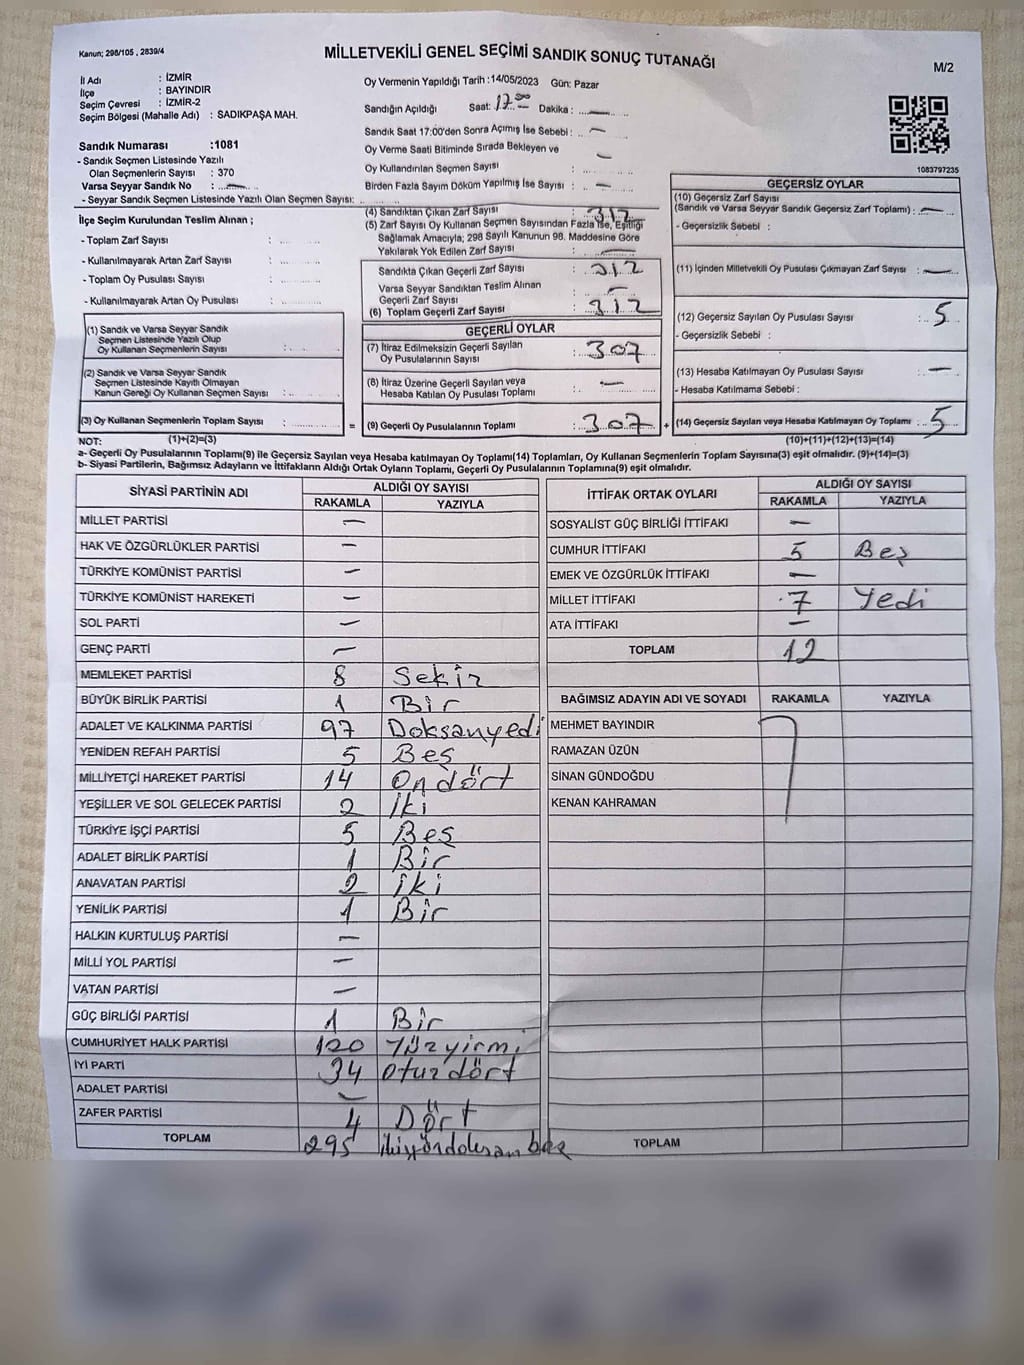 Kanun; 298/105 , 2839/4
MİLLETVEKİLİ GENEL SEÇİMİ SANDIK SONUÇ TUTANAĞI
M/2
İl Adı : İZMİR
İlçe : BAYINDIR
Seçim Çevresi : İZMİR-2
Seçim Bölgesi (Mahalle Adı) : SADIKPAŞA MAH.
Sandık Numarası :1081
- Sandık Seçmen Listesinde Yazılı
Olan Seçmenlerin Sayısı : 370
Varsa Seyyar Sandık No : —
- Seyyar Sandık Seçmen Listesinde Yazılı Olan Seçmen Sayısı:
İlçe Seçim Kurulundan Teslim Alınan ;
- Toplam Zarf Sayısı :
- Kullanılmayarak Artan Zarf Sayısı :
- Toplam Oy Pusulası Sayısı :
- Kullanılmayarak Artan Oy Pusulası :
(1) Sandık ve Varsa Seyyar Sandık
Seçmen Listesinde Yazılı Olup
Oy Kullanan Seçmenlerin Sayısı :
(2) Sandık ve Varsa Seyyar Sandık
Seçmen Listesinde Kayıtlı Olmayan
Kanun Gereği Oy Kullanan Seçmen Sayısı :
(3) Oy Kullanan Seçmenlerin Toplam Sayısı :
(1)+(2)=(3)
Oy Vermenin Yapıldığı Tarih :14/05/2023 Gün: Pazar
Sandığın Açıldığı Saat: 17.00 Dakika : —
Sandık Saat 17:00'den Sonra Açımış İse Sebebi : —
Oy Verme Saati Bitiminde Sırada Bekleyen ve
Oy Kullandırılan Seçmen Sayısı : —
Birden Fazla Sayım Döküm Yapılmış İse Sayısı : —
(4) Sandıktan Çıkan Zarf Sayısı : 312
(5) Zarf Sayısı Oy Kullanan Seçmen Sayısından Fazla İse, Eşitliği
Sağlamak Amacıyla; 298 Sayılı Kanunun 98. Maddesine Göre
Yakılarak Yok Edilen Zarf Sayısı : —
Sandıkta Çıkan Geçerli Zarf Sayısı : 312
Varsa Seyyar Sandıktan Teslim Alınan
Geçerli Zarf Sayısı : —
(6) Toplam Geçerli Zarf Sayısı : 312
GEÇERLİ OYLAR
(7) İtiraz Edilmeksizin Geçerli Sayılan
Oy Pusulalarının Sayısı : 307
(8) İtiraz Üzerine Geçerli Sayılan veya
Hesaba Katılan Oy Pusulası Toplamı : —
= (9) Geçerli Oy Pusulalarının Toplamı : 307 +
1083797235
GEÇERSİZ OYLAR
(10) Geçersiz Zarf Sayısı
(Sandık ve Varsa Seyyar Sandık Geçersiz Zarf Toplamı) : —
- Geçersizlik Sebebi :
(11) İçinden Milletvekili Oy Pusulası Çıkmayan Zarf Sayısı : —
(12) Geçersiz Sayılan Oy Pusulası Sayısı : 5
- Geçersizlik Sebebi :
(13) Hesaba Katılmayan Oy Pusulası Sayısı : —
- Hesaba Katılmama Sebebi :
(14) Geçersiz Sayılan veya Hesaba Katılmayan Oy Toplamı : 5
(10)+(11)+(12)+(13)=(14)
NOT:
a- Geçerli Oy Pusulalarının Toplamı(9) ile Geçersiz Sayılan veya Hesaba katılmayan Oy Toplamı(14) Toplamları, Oy Kullanan Seçmenlerin Toplam Sayısına(3) eşit olmalıdır. (9)+(14)=(3)
b- Siyasi Partilerin, Bağımsız Adayların ve İttifakların Aldığı Ortak Oyların Toplamı, Geçerli Oy Pusulalarının Toplamına(9) eşit olmalıdır.
SİYASİ PARTİNİN ADI ALDIĞI OY SAYISI
RAKAMLA YAZIYLA
MİLLET PARTİSİ —
HAK VE ÖZGÜRLÜKLER PARTİSİ —
TÜRKİYE KOMÜNİST PARTİSİ —
TÜRKİYE KOMÜNİST HAREKETİ —
SOL PARTİ —
GENÇ PARTİ —
MEMLEKET PARTİSİ 8 Sekiz
BÜYÜK BİRLİK PARTİSİ 1 Bir
ADALET VE KALKINMA PARTİSİ 97 Doksanyedi
YENİDEN REFAH PARTİSİ 5 Beş
MİLLİYETÇİ HAREKET PARTİSİ 14 Ondört
YEŞİLLER VE SOL GELECEK PARTİSİ 2 İki
TÜRKİYE İŞÇİ PARTİSİ 5 Beş
ADALET BİRLİK PARTİSİ 1 Bir
ANAVATAN PARTİSİ 2 iki
YENİLİK PARTİSİ 1 Bir
HALKIN KURTULUŞ PARTİSİ —
MİLLİ YOL PARTİSİ —
VATAN PARTİSİ —
GÜÇ BİRLİĞİ PARTİSİ 1 Bir
CUMHURİYET HALK PARTİSİ 120 Yüzyirmi
İYİ PARTİ 34 Otuzdört
ADALET PARTİSİ —
ZAFER PARTİSİ 4 Dört
TOPLAM 295 ikiyüzdoksanbeş
İTTİFAK ORTAK OYLARI ALDIĞI OY SAYISI
RAKAMLA YAZIYLA
SOSYALİST GÜÇ BİRLİĞİ İTTİFAKI —
CUMHUR İTTİFAKI 5 Beş
EMEK VE ÖZGÜRLÜK İTTİFAKI —
MİLLET İTTİFAKI 7 Yedi
ATA İTTİFAKI —
TOPLAM 12
BAĞIMSIZ ADAYIN ADI VE SOYADI RAKAMLA YAZIYLA
MEHMET BAYINDIR
RAMAZAN ÜZÜN
SİNAN GÜNDOĞDU
KENAN KAHRAMAN
TOPLAM